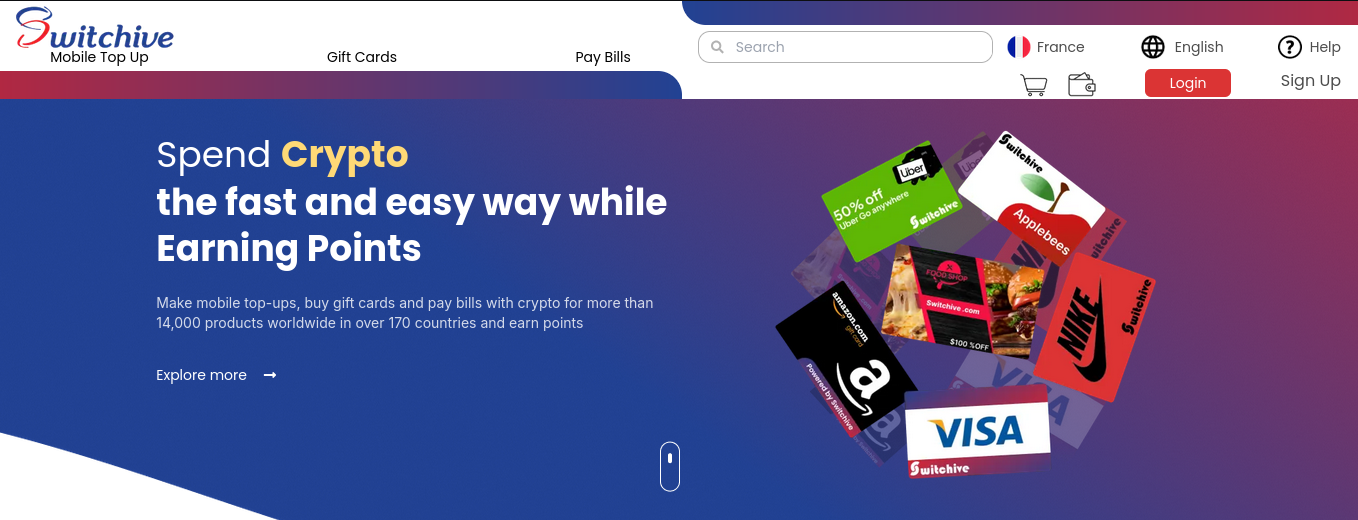 Switchive
Mobile Top Up
Gift Cards
Pay Bills
Search
France
English
Help
Login
Sign Up
Spend Crypto
the fast and easy way while
Earning Points
Make mobile top-ups, buy gift cards and pay bills with crypto for more than
14,000 products worldwide in over 170 countries and earn points
Explore more
Uber
50% off
Uber Go anywhere
Switchive
Switchive
Applebees
FOOD SHOP
Switchive.com
$100 %OFF
NIKE
Switchive
amazon.com
gift card
a
Powered by Switchive
VISA
Switchive
Uber
Switchive
VISA
a